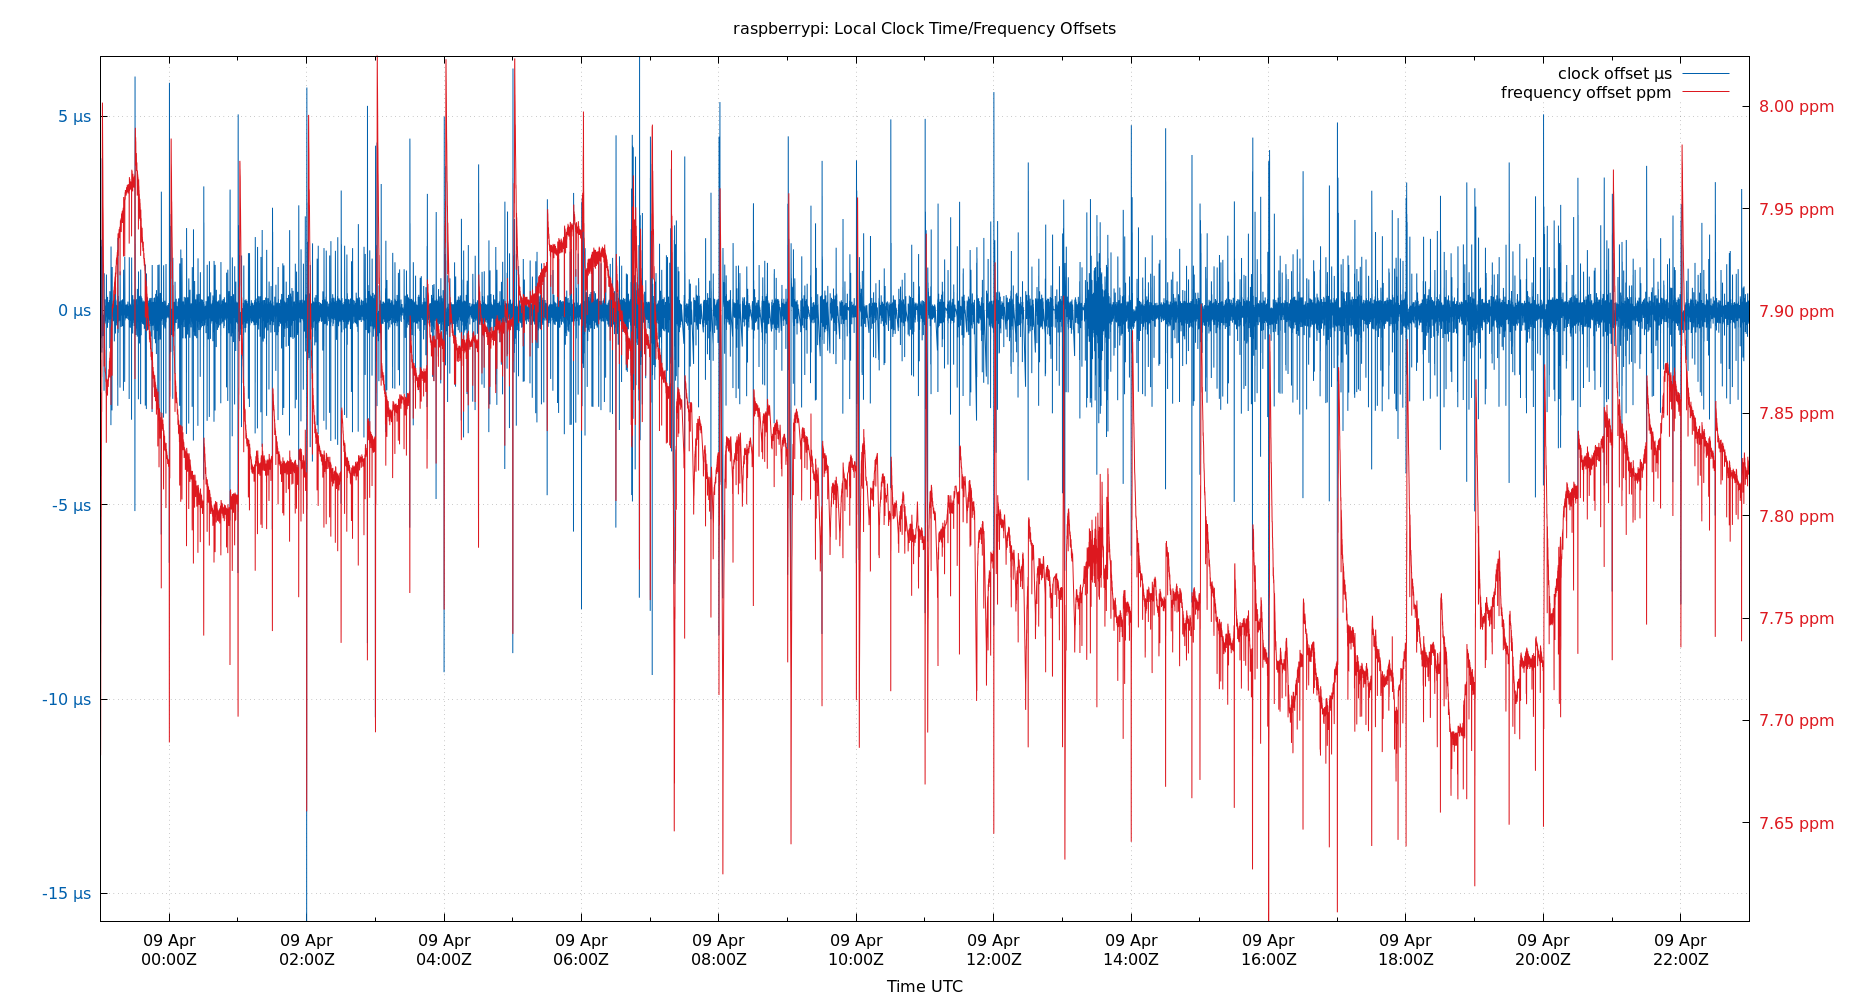 raspberrypi: Local Clock Time/Frequency Offsets
clock offset µs
frequency offset ppm
5 µs
0 µs
-5 µs
-10 µs
-15 µs
8.00 ppm
7.95 ppm
7.90 ppm
7.85 ppm
7.80 ppm
7.75 ppm
7.70 ppm
7.65 ppm
09 Apr 09 Apr 09 Apr 09 Apr 09 Apr 09 Apr 09 Apr 09 Apr 09 Apr 09 Apr 09 Apr 09 Apr
00:00Z 02:00Z 04:00Z 06:00Z 08:00Z 10:00Z 12:00Z 14:00Z 16:00Z 18:00Z 20:00Z 22:00Z
Time UTC